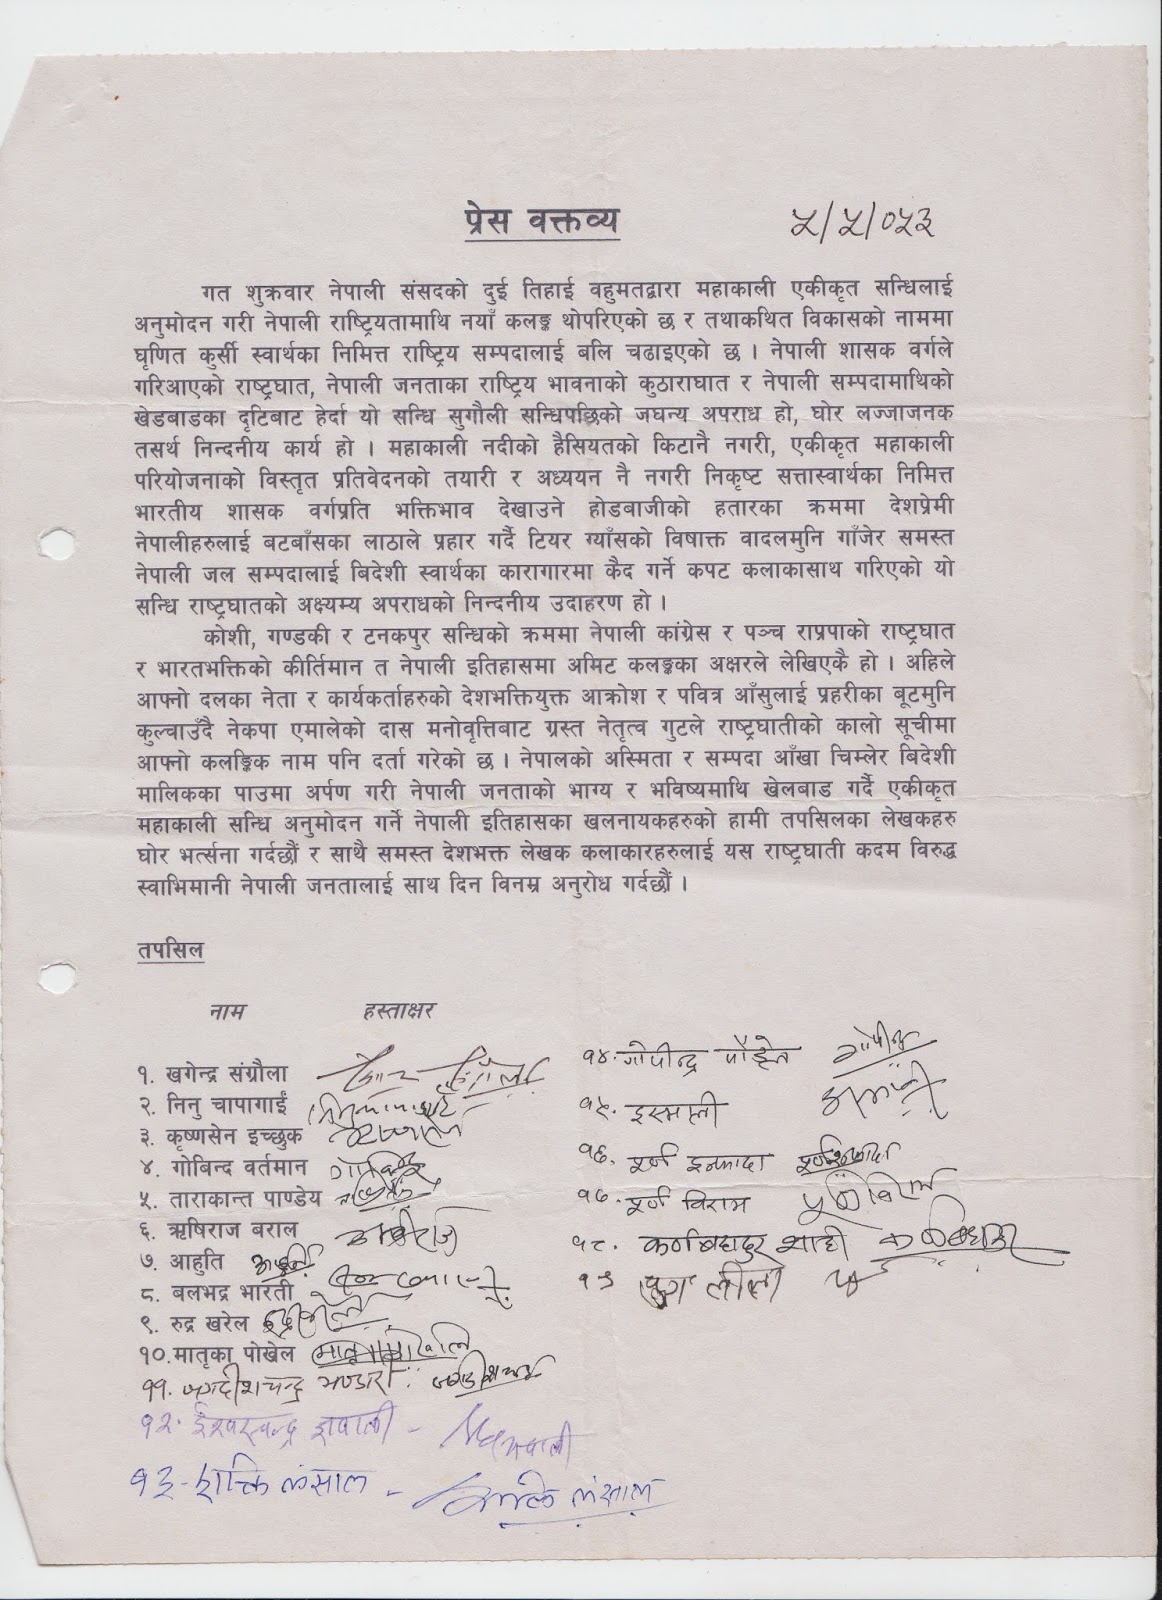 प्रेस वक्तव्य
५/५/०५३
गत शुक्रवार नेपाली संसदको दुई तिहाई वहुमतद्वारा महाकाली एकीकृत सन्धिलाई
अनुमोदन गरी नेपाली राष्ट्रियतामाथि नयाँ कलङ्क थोपरिएको छ र तथाकथित विकासको नाममा
घृणित कुर्सी स्वार्थका निमित्त राष्ट्रिय सम्पदालाई बलि चढाइएको छ । नेपाली शासक वर्गले
गरिआएको राष्ट्रघात, नेपाली जनताका राष्ट्रिय भावनाको कुठाराघात र नेपाली सम्पदामाथिको
खेडबाडका दृटिबाट हेर्दा यो सन्धि सुगौली सन्धिपछिको जघन्य अपराध हो, घोर लज्जाजनक
तसर्थ निन्दनीय कार्य हो । महाकाली नदीको हैसियतको किटानै नगरी, एकीकृत महाकाली
परियोजनाको विस्तृत प्रतिवेदनको तयारी र अध्ययन नै नगरी निकृष्ट सत्तास्वार्थका निमित्त
भारतीय शासक वर्गप्रति भक्तिभाव देखाउने होडबाजीको हतारका क्रममा देशप्रेमी
नेपालीहरुलाई बटबाँसका लाठाले प्रहार गर्दै टियर ग्याँसको विषाक्त वादलमुनि गाँजेर समस्त
नेपाली जल सम्पदालाई बिदेशी स्वार्थका कारागारमा कैद गर्ने कपट कलाकासाथ गरिएको यो
सन्धि राष्ट्रघातको अक्ष्यम्य अपराधको निन्दनीय उदाहरण हो ।
कोशी, गण्डकी र टनकपुर सन्धिको क्रममा नेपाली कांग्रेस र पञ्च राप्रपाको राष्ट्रघात
र भारतभक्तिको कीर्तिमान त नेपाली इतिहासमा अमिट कलङ्कका अक्षरले लेखिएकै हो । अहिले
आफ्नो दलका नेता र कार्यकर्ताहरुको देशभक्तियुक्त आक्रोश र पवित्र आँसुलाई प्रहरीका बूटमुनि
कुल्चाउँदै नेकपा एमालेको दास मनोवृत्तिबाट ग्रस्त नेतृत्व गुटले राष्ट्रघातीको कालो सूचीमा
आफ्नो कलङ्किक नाम पनि दर्ता गरेको छ । नेपालको अस्मिता र सम्पदा आँखा चिम्लेर बिदेशी
मालिकका पाउमा अर्पण गरी नेपाली जनताको भाग्य र भविष्यमाथि खेलबाड गर्दै एकीकृत
महाकाली सन्धि अनुमोदन गर्ने नेपाली इतिहासका खलनायकहरुको हामी तपसिलका लेखकहरु
घोर भर्त्सना गर्दछौं र साथै समस्त देशभक्त लेखक कलाकारहरुलाई यस राष्ट्रघाती कदम विरुद्ध
स्वाभिमानी नेपाली जनतालाई साथ दिन विनम्र अनुरोध गर्दछौं ।
तपसिल
नाम हस्ताक्षर
१. खगेन्द्र संग्रौला
२. निनु चापागाईं
३. कृष्णसेन इच्छुक
४. गोबिन्द वर्तमान
५. ताराकान्त पाण्डेय
६. ऋषिराज बराल
७. आहुति
८. बलभद्र भारती
९. रुद्र खरेल
१०. मातृका पोखेल
११. जगदीशचन्द्र भण्डारी
१२. ईश्वरचन्द्र ज्ञवाली
१३. शक्ति लंसाल
१४. गोपीन्द्र पौडेल
१५. इस्माली
१६. पूर्ण इन्फादा
१७. पूर्ण विराम पूर्णविराम
१८. कर्णबहादुर शाही
१९